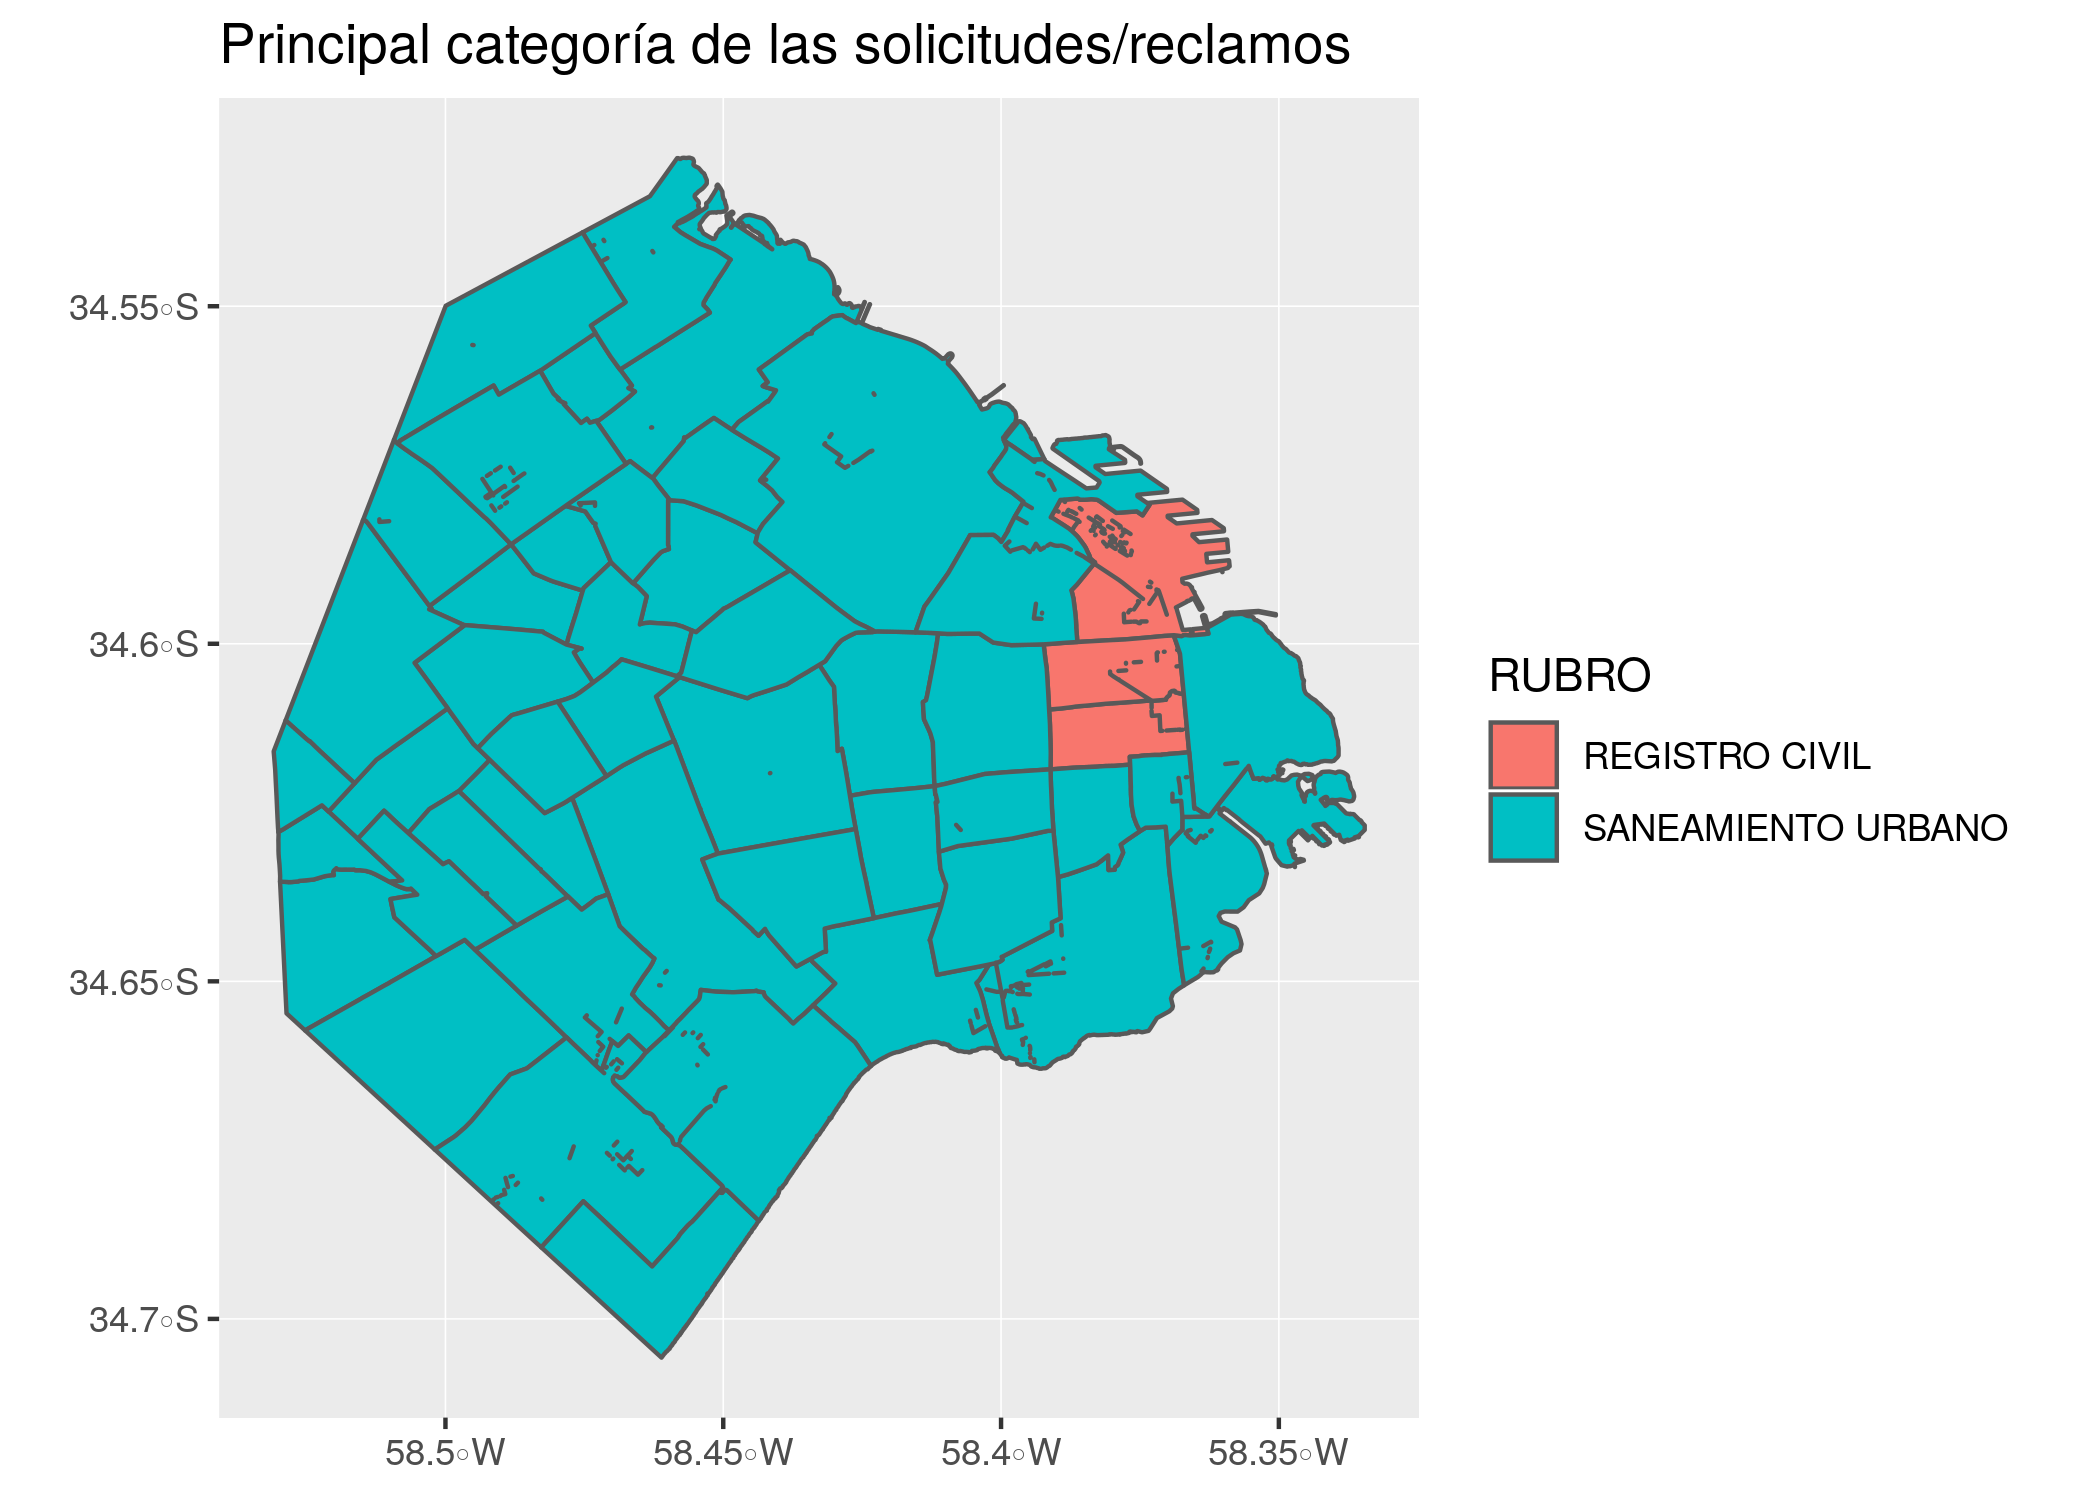 Principal categoría de las solicitudes/reclamos
34.55°S
34.6°S
34.65°S
34.7°S
58.5°W
58.45°W
58.4°W
58.35°W
RUBRO
REGISTRO CIVIL
SANEAMIENTO URBANO